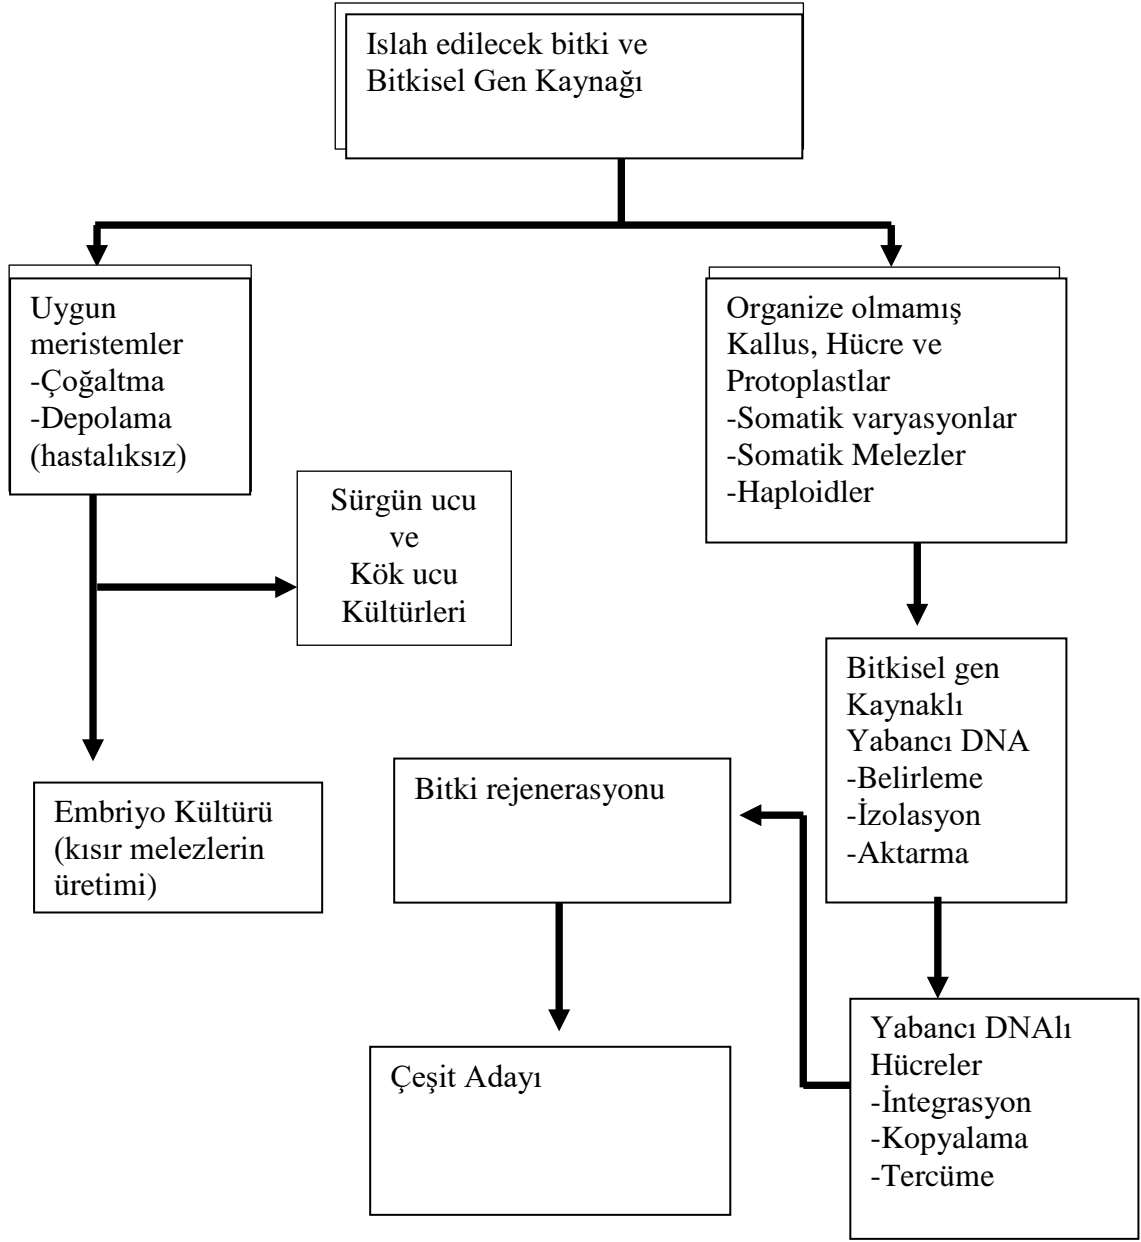 Islah edilecek bitki ve
Bitkisel Gen Kaynağı
Uygun
meristemler
-Çoğaltma
-Depolama
(hastalıksız)
Organize olmamış
Kallus, Hücre ve
Protoplastlar
-Somatik varyasyonlar
-Somatik Melezler
-Haploidler
Sürgün ucu
ve
Kök ucu
Kültürleri
Bitkisel gen
Kaynaklı
Yabancı DNA
-Belirleme
-İzolasyon
-Aktarma
Embriyo Kültürü
(kısır melezlerin
üretimi)
Bitki rejenerasyonu
Yabancı DNAlı
Hücreler
-İntegrasyon
-Kopyalama
-Tercüme
Çeşit Adayı